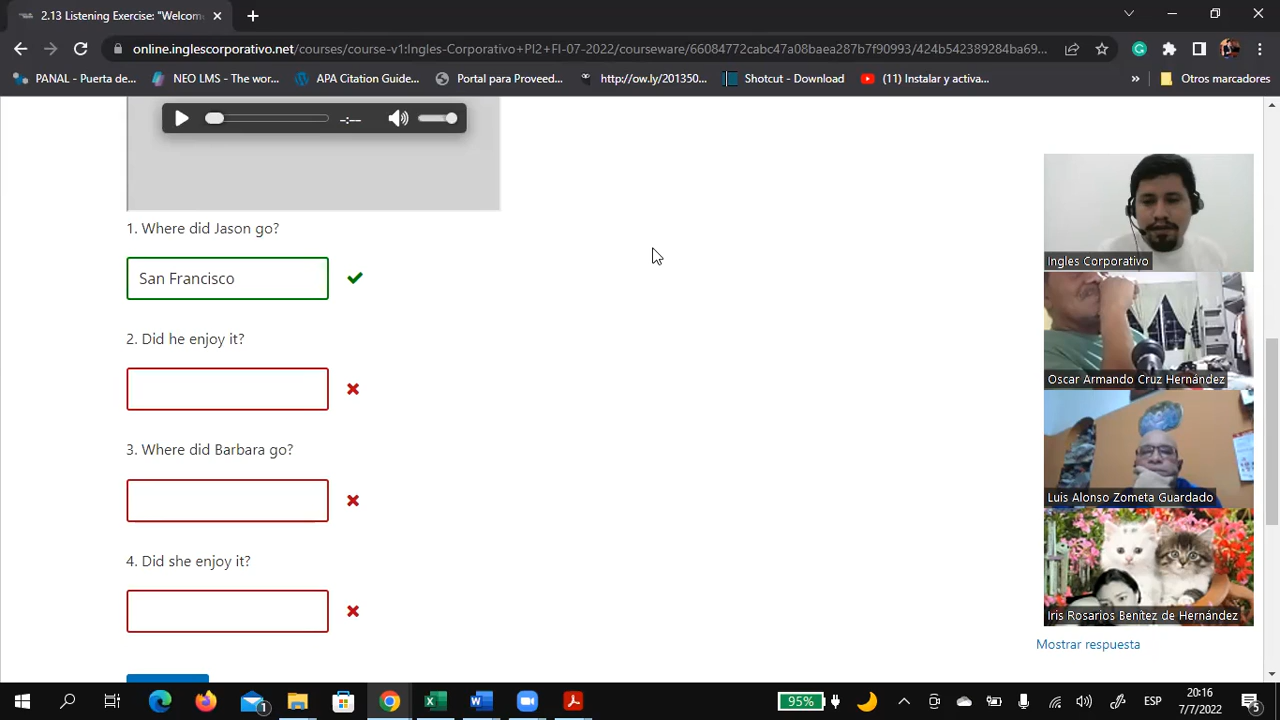 2.13 Listening Exercise: "Welcom
online.inglescorporativo.net/courses/course-v1:Ingles-Corporativo+PI2+FI-07-2022/courseware/66084772cabc47a08baea287b7f90993/424b542389284ba69...
PANAL - Puerta de...
NEO LMS - The wor...
APA Citation Guide...
Portal para Proveed...
http://ow.ly/201350...
Shotcut - Download
(11) Instalar y activa...
»
Otros marcadores
-:--
1. Where did Jason go?
San Francisco
2. Did he enjoy it?
3. Where did Barbara go?
4. Did she enjoy it?
Ingles Corporativo
Oscar Armando Cruz Hernández
Luis Alonso Zometa Guardado
Iris Rosarios Benítez de Hernández
Mostrar respuesta
1
95%
ESP
20:16
7/7/2022
5